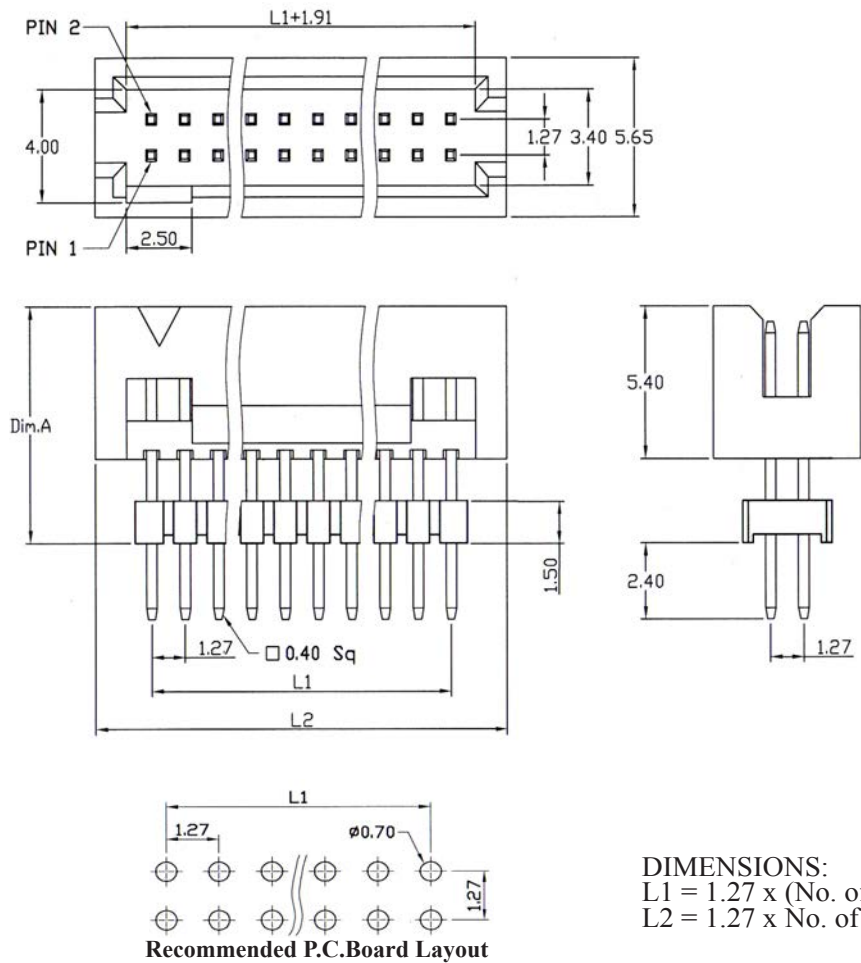 L1+1.91
PIN 2
4.00
1.27 3.40 5.65
PIN 1
2.50
Dim.A
5.40
1.50
2.40
1.27
□ 0.40 Sq
1.27
L1
L2
L1
1.27
ø0.70
1.27
Recommended P.C.Board Layout
DIMENSIONS:
L1 = 1.27 x (No. of
L2 = 1.27 x No. of